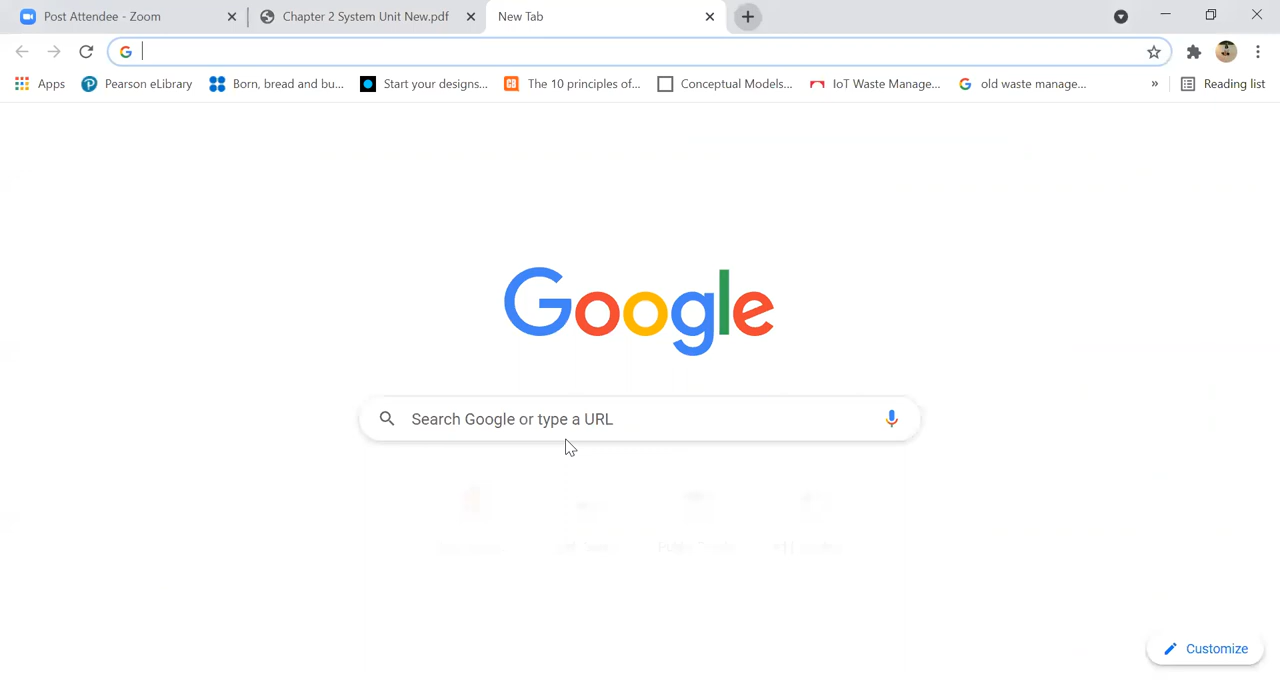 Post Attendee - Zoom
Chapter 2 System Unit New.pdf
New Tab
Apps
Pearson eLibrary
Born, bread and bu...
Start your designs...
CB
The 10 principles of...
Conceptual Models...
IoT Waste Manage...
old waste manage...
»
Reading list
Google
Search Google or type a URL
Customize